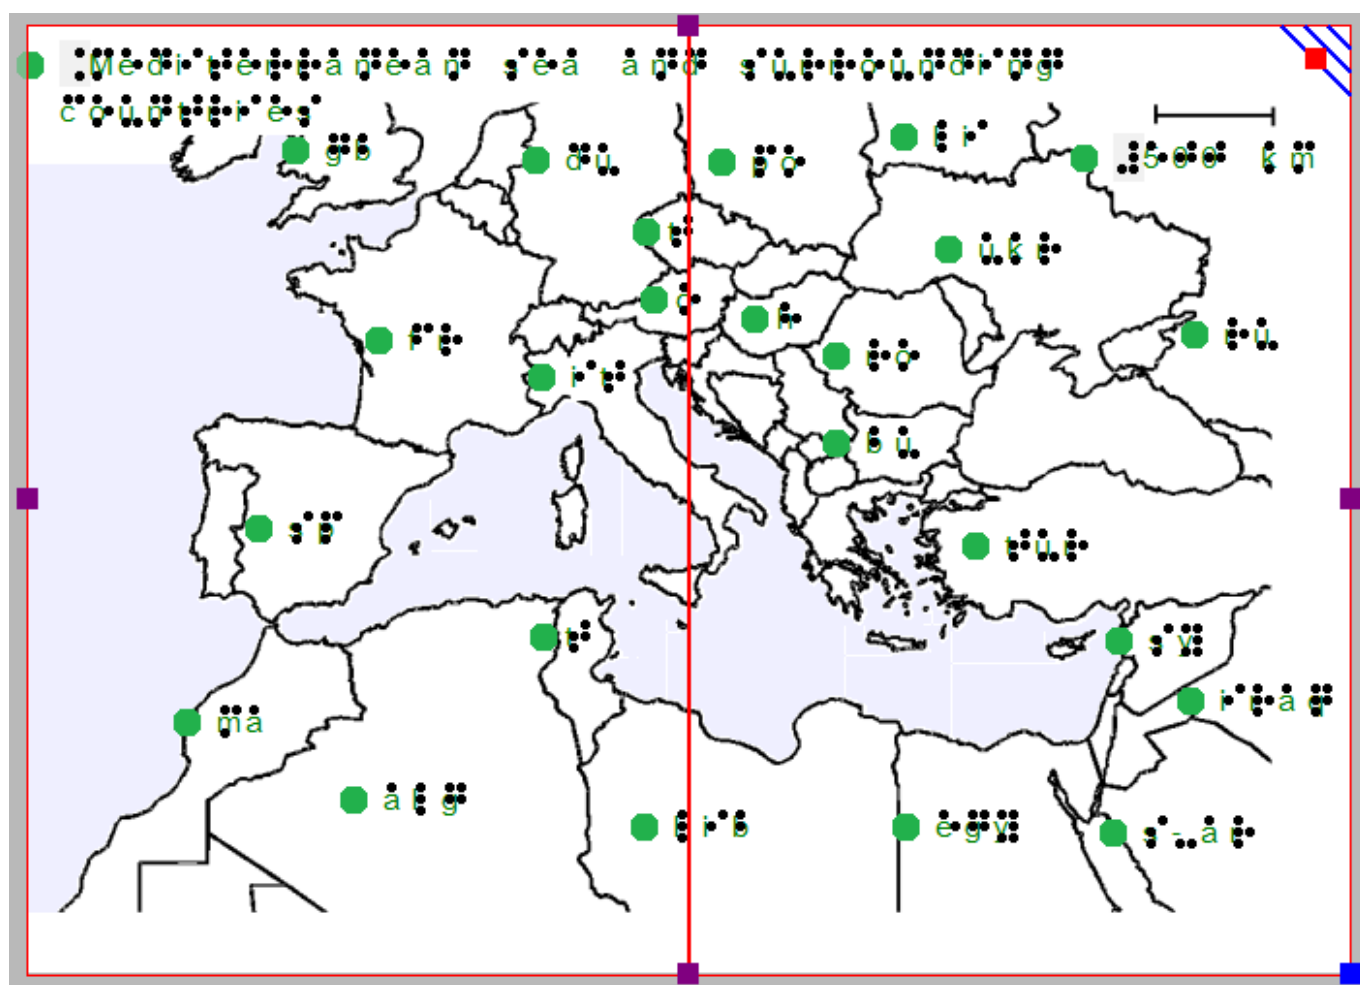 Mediterranean sea and surrounding
countries
gb
du
po
li
500 km
t
ukr
o
h
fr
ro
ru
it
bu
sp
tur
t
sy
iraq
ma
alg
lib
egy
s-ar